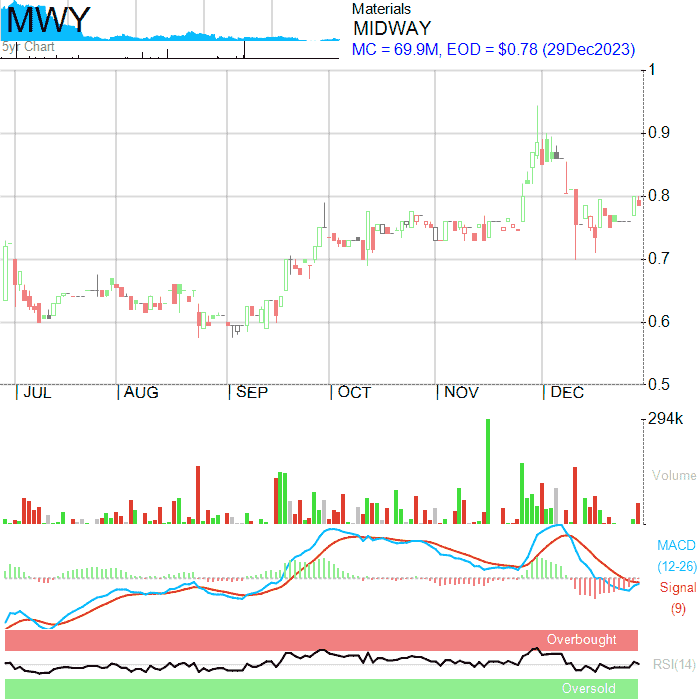 MWY
5yr Chart
Materials
MIDWAY
MC = 69.9M, EOD = $0.78 (29Dec2023)
1
0.9
0.8
0.7
0.6
0.5
JUL AUG SEP OCT NOV DEC
294k
Volume
MACD
(12-26)
Signal
(9)
Overbought
RSI(14)
Oversold